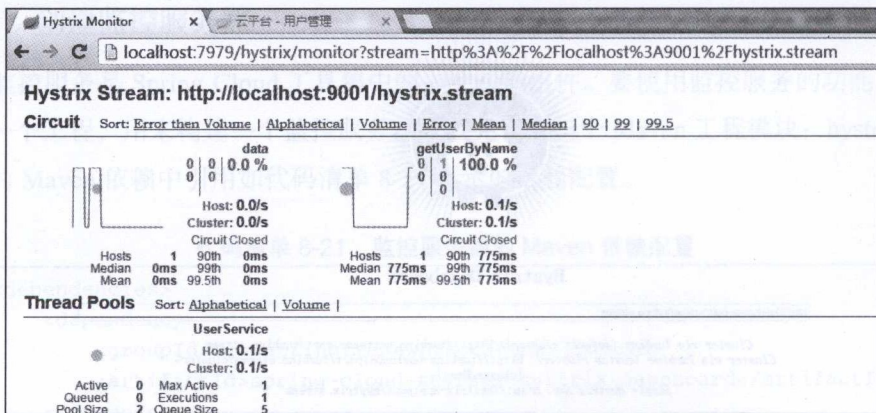 Hystrix Monitor × 云平台 - 用户管理 ×
localhost:7979/hystrix/monitor?stream=http%3A%2F%2Flocalhost%3A9001%2Fhystrix.stream
Hystrix Stream: http://localhost:9001/hystrix.stream
Circuit Sort: Error then Volume | Alphabetical | Volume | Error | Mean | Median | 90 | 99 | 99.5
data
0 | 0 | 0.0 %
0 | 0
Host: 0.0/s
Cluster: 0.0/s
Circuit Closed
Hosts 1 90th 0ms
Median 0ms 99th 0ms
Mean 0ms 99.5th 0ms
getUserByName
0 | 1 | 100.0 %
0 | 0
0
Host: 0.1/s
Cluster: 0.1/s
Circuit Closed
Hosts 1 90th 775ms
Median 775ms 99th 775ms
Mean 775ms 99.5th 775ms
Thread Pools Sort: Alphabetical | Volume |
UserService
Host: 0.1/s
Cluster: 0.1/s
Active 0 Max Active 1
Queued 0 Executions 1
Pool Size 2 Queue Size 5